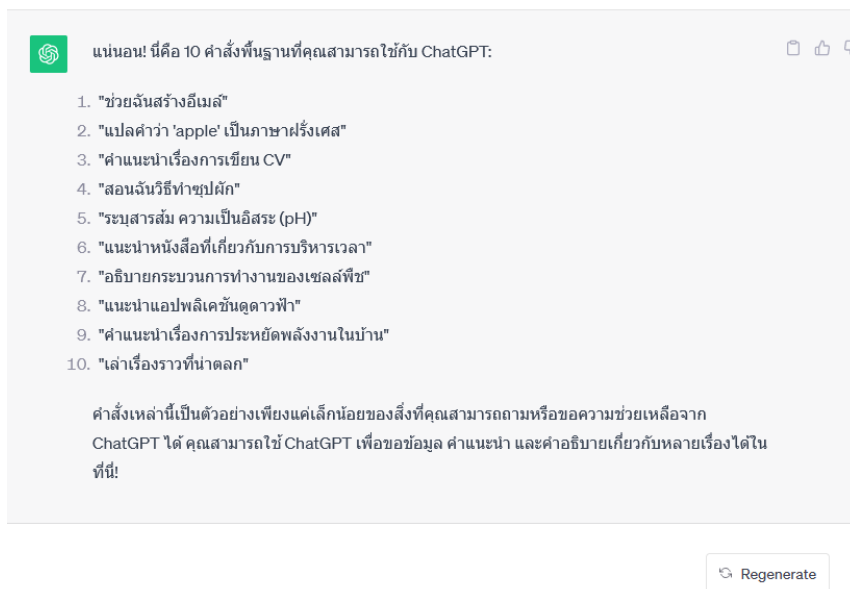 แน่นอน! นี่คือ 10 คำสั่งพื้นฐานที่คุณสามารถใช้กับ ChatGPT:
1. "ช่วยฉันสร้างอีเมล์"
2. "แปลคำว่า 'apple' เป็นภาษาฝรั่งเศส"
3. "คำแนะนำเรื่องการเขียน CV"
4. "สอนฉันวิธีทำซุปผัก"
5. "ระบุสารส้ม ความเป็นอิสระ (pH)"
6. "แนะนำหนังสือที่เกี่ยวกับการบริหารเวลา"
7. "อธิบายกระบวนการทำงานของเซลล์พืช"
8. "แนะนำแอปพลิเคชันดูดาวฟ้า"
9. "คำแนะนำเรื่องการประหยัดพลังงานในบ้าน"
10. "เล่าเรื่องราวที่น่าตลก"
คำสั่งเหล่านี้เป็นตัวอย่างเพียงแค่เล็กน้อยของสิ่งที่คุณสามารถถามหรือขอความช่วยเหลือจาก
ChatGPT ได้ คุณสามารถใช้ ChatGPT เพื่อขอข้อมูล คำแนะนำ และคำอธิบายเกี่ยวกับหลายเรื่องได้ใน
ที่นี่!
Regenerate